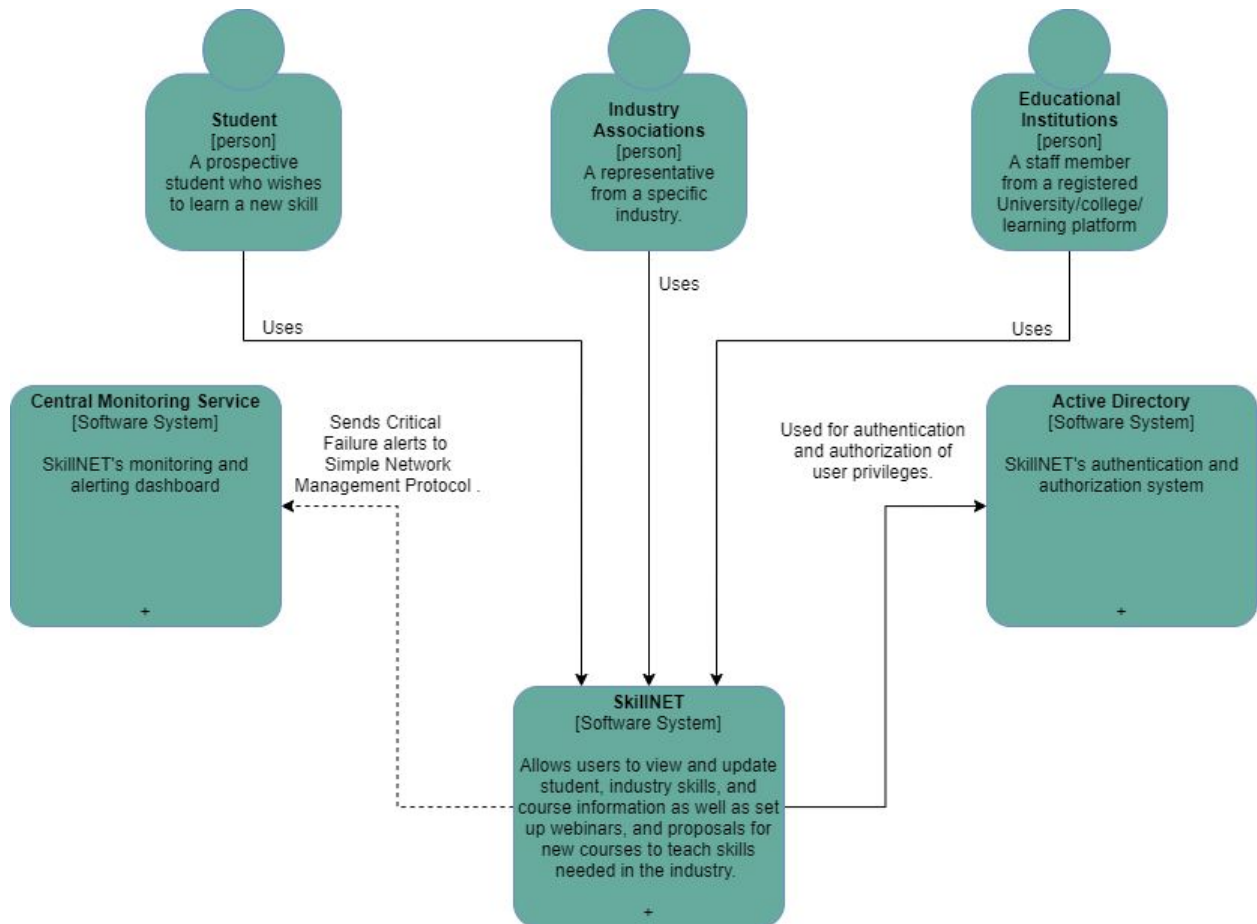 Student
[person]
A prospective
student who wishes
to learn a new skill
Industry
Associations
[person]
A representative
from a specific
industry.
Educational
Institutions
[person]
A staff member
from a registered
University/college/
learning platform
Uses
Uses
Uses
Central Monitoring Service
[Software System]
SkillNET's monitoring and
alerting dashboard
+
Sends Critical
Failure alerts to
Simple Network
Management Protocol .
Used for authentication
and authorization of
user privileges.
Active Directory
[Software System]
SkillNET's authentication and
authorization system
+
SkillNET
[Software System]
Allows users to view and update
student, industry skills, and
course information as well as set
up webinars, and proposals for
new courses to teach skills
needed in the industry.
+